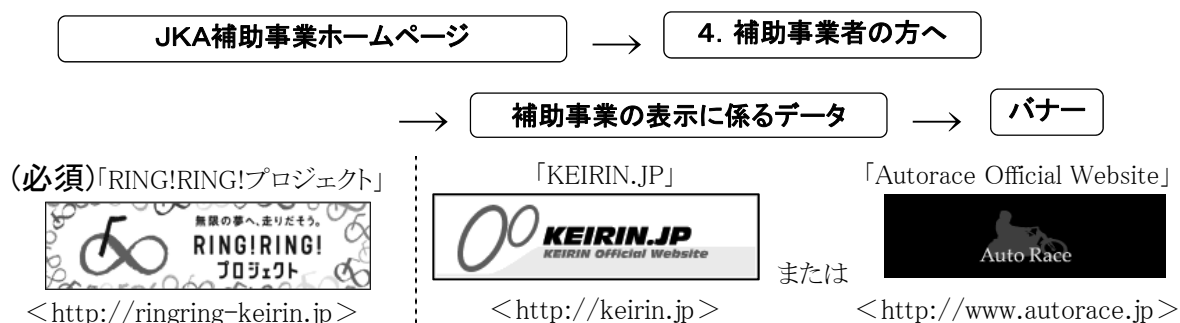 JKA補助事業ホームページ → 4．補助事業者の方へ
→ 補助事業の表示に係るデータ → バナー
(必須)「RING!RING!プロジェクト」
無限の夢へ、走りだそう。
RING!RING!
プロジェクト
＜http://ringring-keirin.jp＞
「KEIRIN.JP」
KEIRIN.JP
KEIRIN Official Website
＜http://keirin.jp＞
または
「Autorace Official Website」
Auto Race
＜http://www.autorace.jp＞